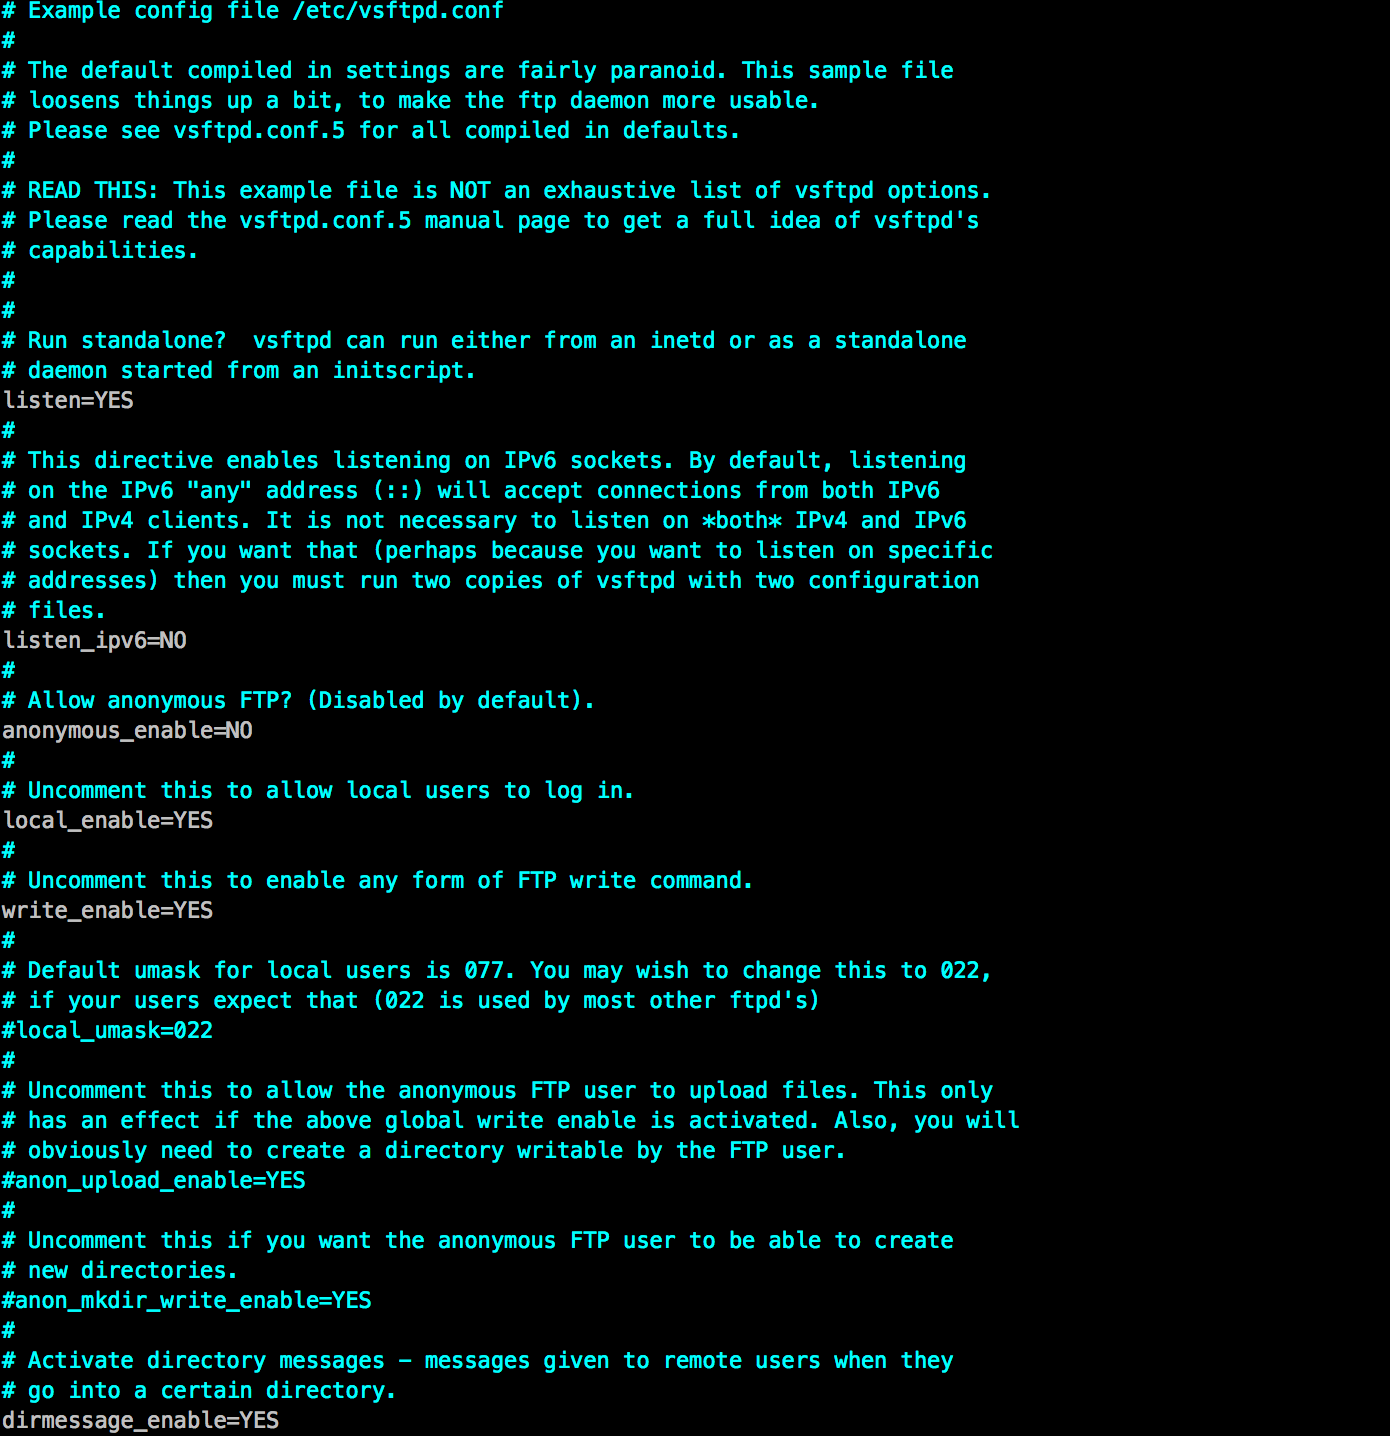 # Example config file /etc/vsftpd.conf
#
# The default compiled in settings are fairly paranoid. This sample file
# loosens things up a bit, to make the ftp daemon more usable.
# Please see vsftpd.conf.5 for all compiled in defaults.
#
# READ THIS: This example file is NOT an exhaustive list of vsftpd options.
# Please read the vsftpd.conf.5 manual page to get a full idea of vsftpd's
# capabilities.
#
#
# Run standalone?  vsftpd can run either from an inetd or as a standalone
# daemon started from an initscript.
listen=YES
#
# This directive enables listening on IPv6 sockets. By default, listening
# on the IPv6 "any" address (::) will accept connections from both IPv6
# and IPv4 clients. It is not necessary to listen on *both* IPv4 and IPv6
# sockets. If you want that (perhaps because you want to listen on specific
# addresses) then you must run two copies of vsftpd with two configuration
# files.
listen_ipv6=NO
#
# Allow anonymous FTP? (Disabled by default).
anonymous_enable=NO
#
# Uncomment this to allow local users to log in.
local_enable=YES
#
# Uncomment this to enable any form of FTP write command.
write_enable=YES
#
# Default umask for local users is 077. You may wish to change this to 022,
# if your users expect that (022 is used by most other ftpd's)
#local_umask=022
#
# Uncomment this to allow the anonymous FTP user to upload files. This only
# has an effect if the above global write enable is activated. Also, you will
# obviously need to create a directory writable by the FTP user.
#anon_upload_enable=YES
#
# Uncomment this if you want the anonymous FTP user to be able to create
# new directories.
#anon_mkdir_write_enable=YES
#
# Activate directory messages - messages given to remote users when they
# go into a certain directory.
dirmessage_enable=YES